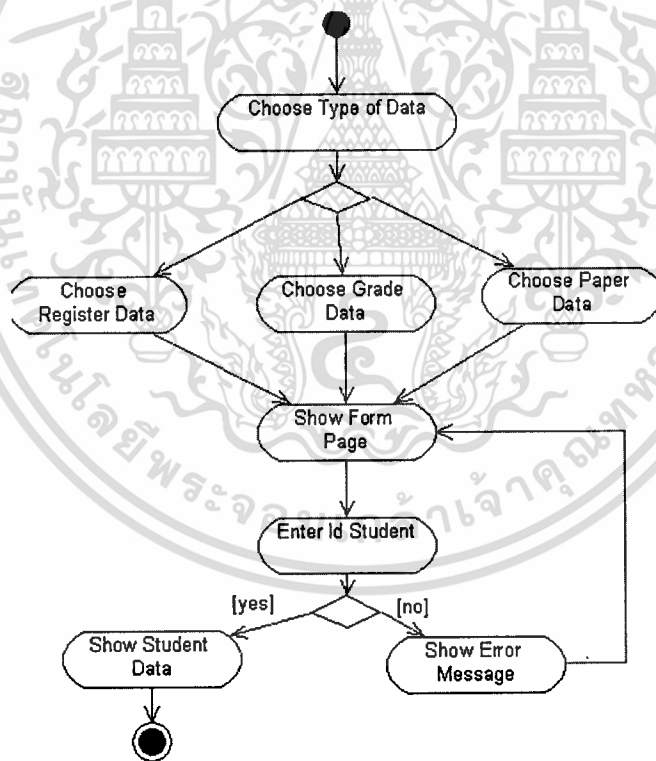 Choose Type of Data
Choose
Register Data
Choose Grade
Data
Choose Paper
Data
Show Form
Page
Enter Id Student
[yes]
[no]
Show Student
Data
Show Error
Message